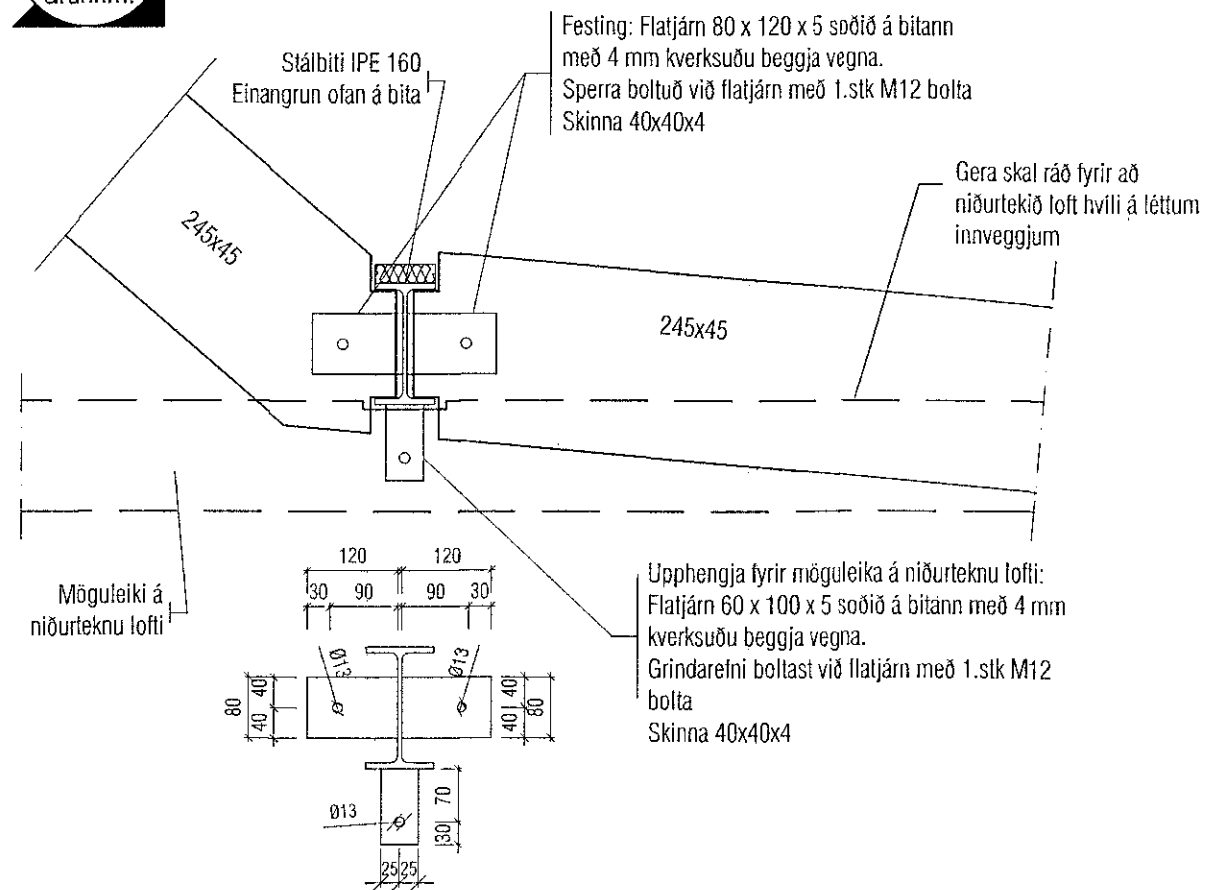 Festing: Flatjárn 80 x 120 x 5 soðið á bitann
með 4 mm kverksuðu beggja vegna.
Sperra boltuð við flatjárn með 1.stk M12 bolta
Skinna 40x40x4
Stálbiti IPE 160
Einangrun ofan á bita
Gera skal ráð fyrir að
niðurtekið loft hvíli á léttum
innveggjum
245x45
245x45
Möguleiki á
niðurteknu lofti
Upphengja fyrir möguleika á niðurteknu lofti:
Flatjárn 60 x 100 x 5 soðið á bitann með 4 mm
kverksuðu beggja vegna.
Grindarefni boltast við flatjárn með 1.stk M12
bolta
Skinna 40x40x4
120 120
30 90 90 30
Ø13 Ø13
80 40 40 40 40 80
Ø13 70 30
25 25